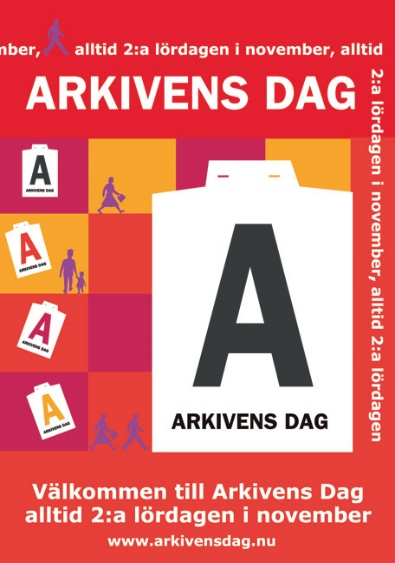 mber, alltid 2:a lördagen i november, alltid
2:a lördagen i november, alltid 2:a lördagen
ARKIVENS DAG
A
ARKIVENS DAG
A
ARKIVENS DAG
A
ARKIVENS DAG
A
ARKIVENS DAG
A
ARKIVENS DAG
Välkommen till Arkivens Dag
alltid 2:a lördagen i november
www.arkivensdag.nu